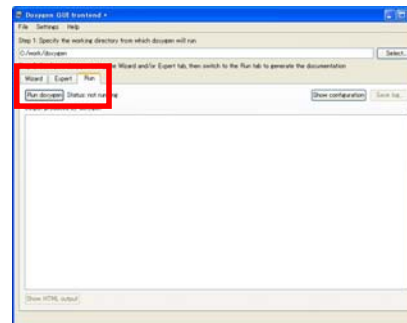 Doxygen GUI frontend +
File Settings Help
Step 1: Specify the working directory from which doxygen will run
C:/work/doxygen Select...
Wizard and/or Expert tab, then switch to the Run tab to generate the documentation
Wizard Expert Run
Run doxygen Status: not running Show configuration Save log...
Show HTML output